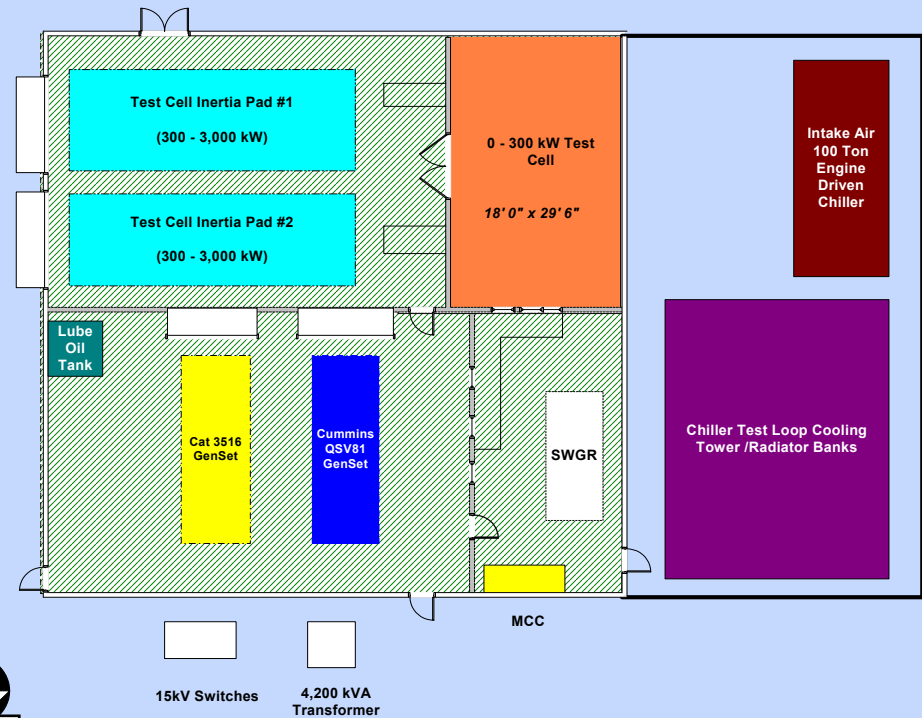 Test Cell Inertia Pad #1
(300 - 3,000 kW)
0 - 300 kW Test
Cell
18' 0" x 29' 6"
Intake Air
100 Ton
Engine
Driven
Chiller
Test Cell Inertia Pad #2
(300 - 3,000 kW)
Lube
Oil
Tank
Cat 3516
GenSet
Cummins
QSV81
GenSet
SWGR
Chiller Test Loop Cooling
Tower /Radiator Banks
MCC
15kV Switches
4,200 kVA
Transformer